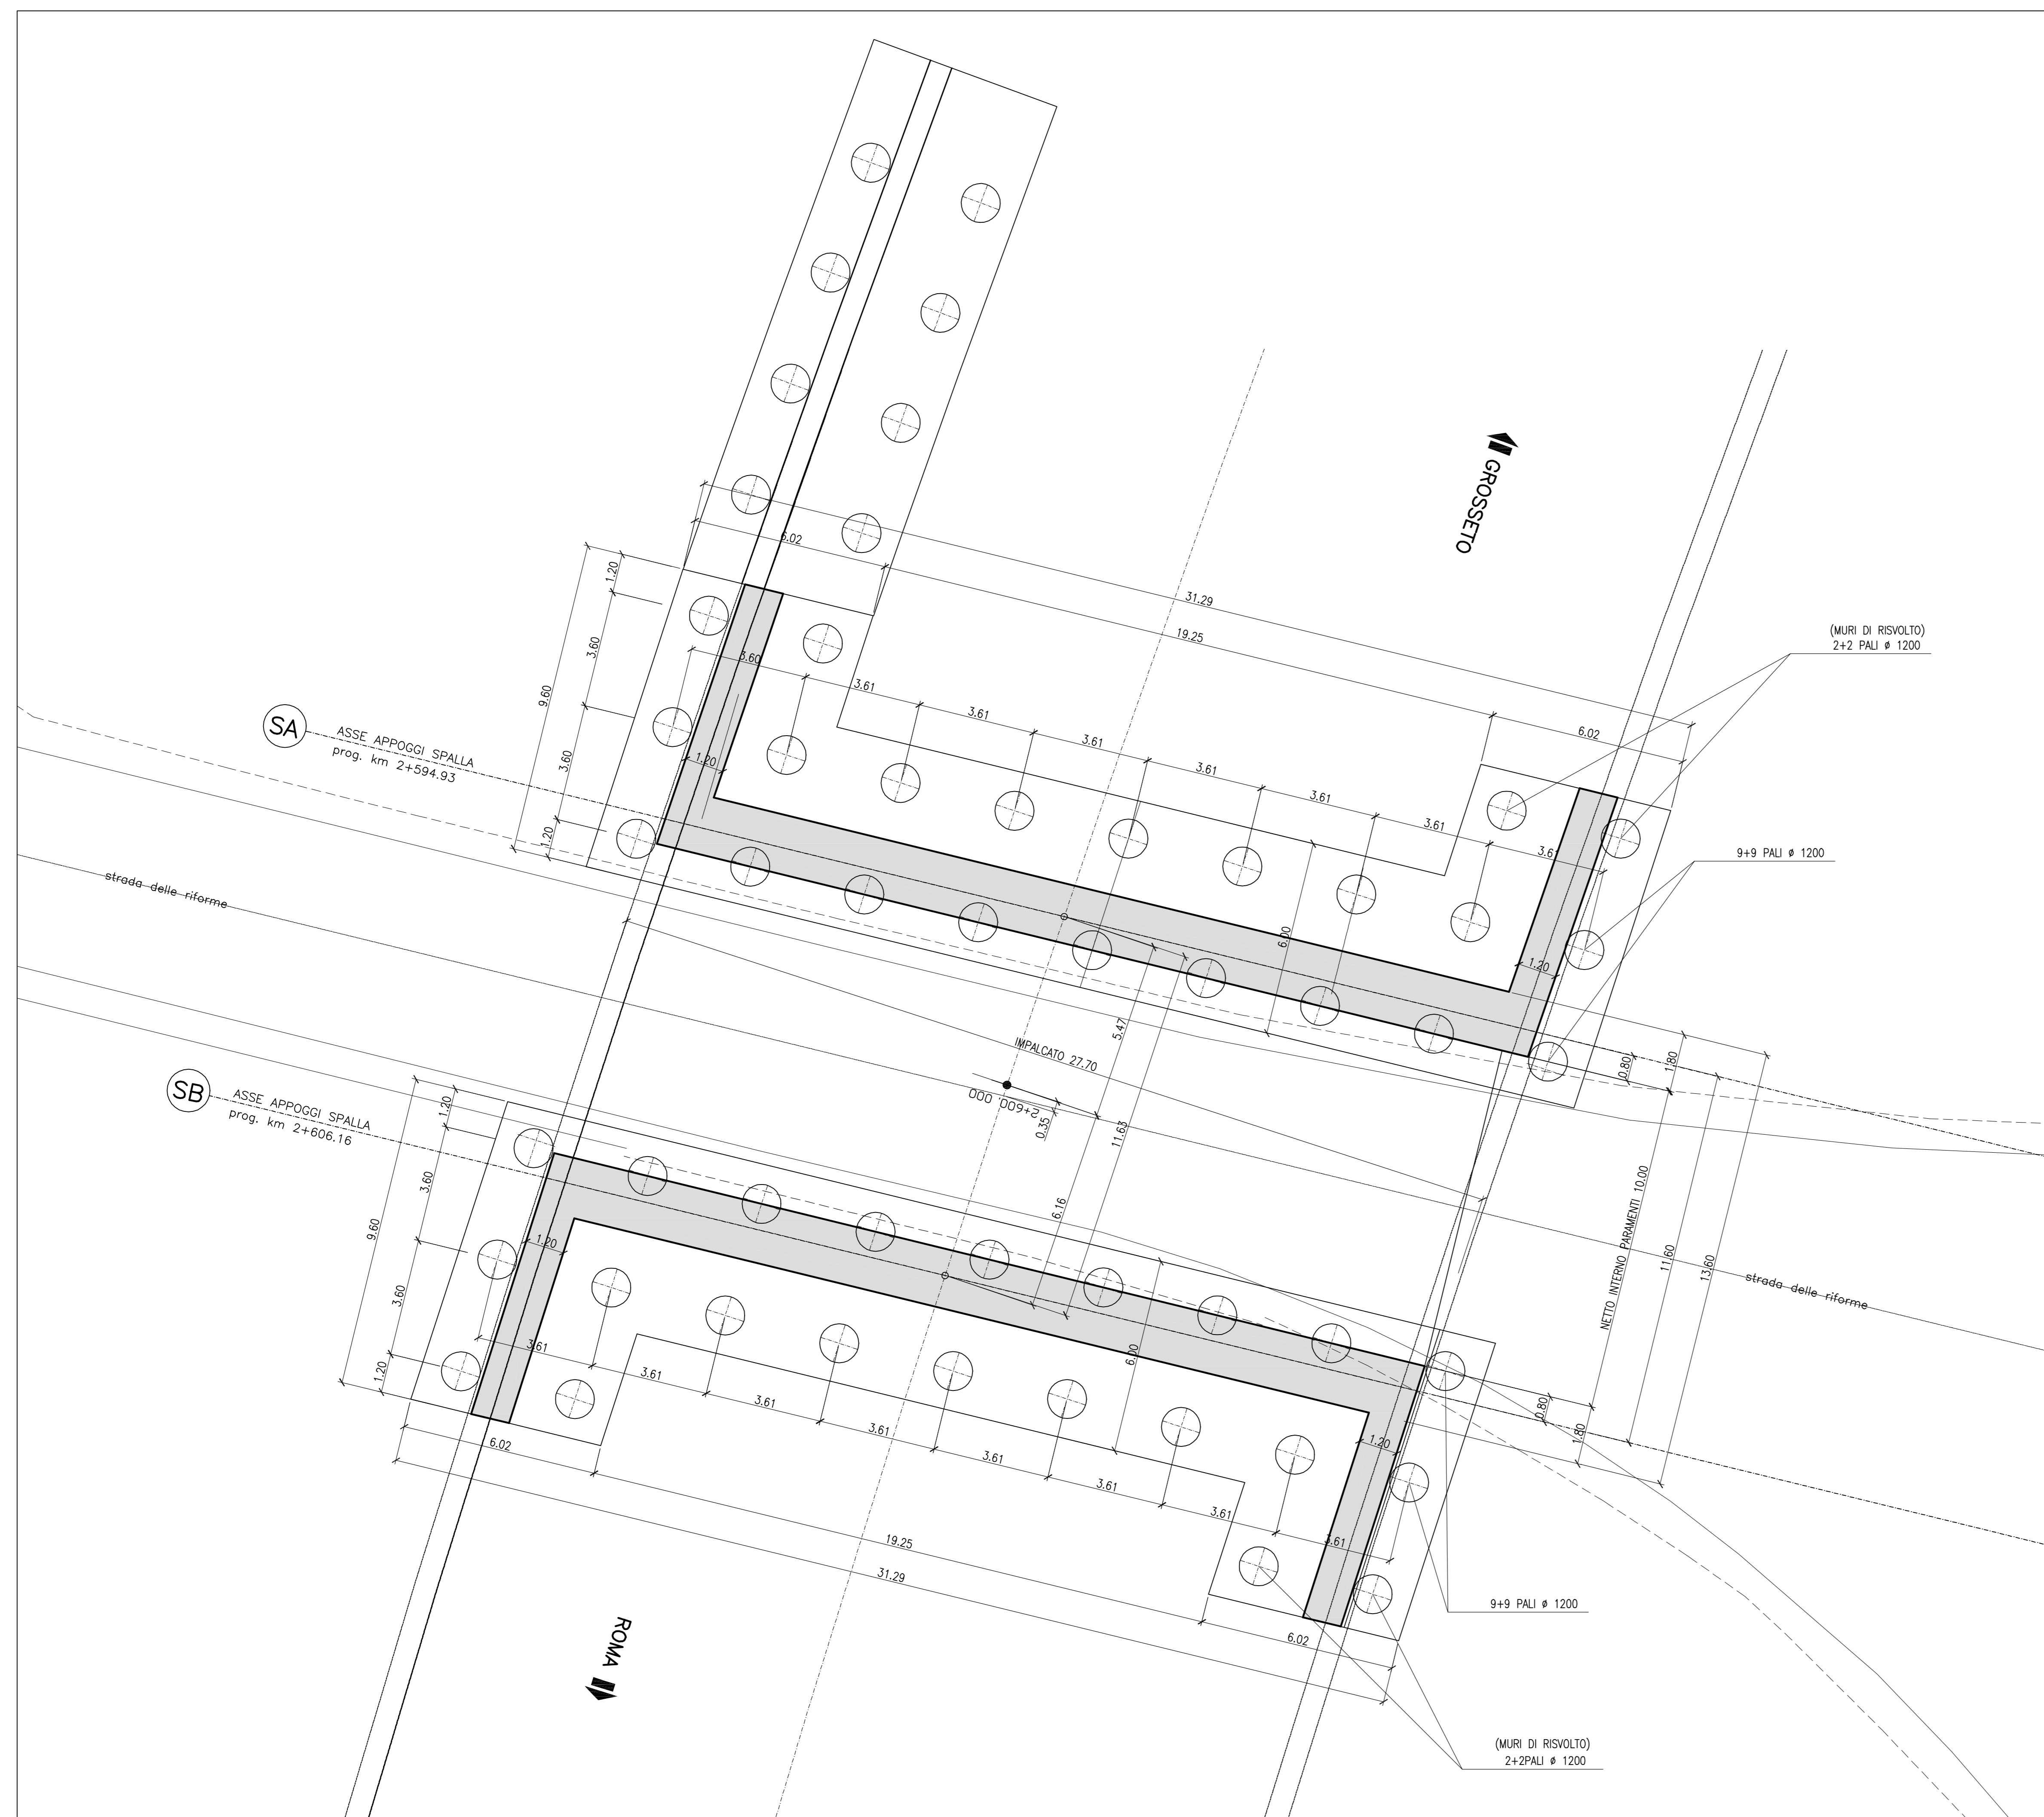 GROSSETO
6.02
31.29
19.25
6.02
(MURI DI RISVOLTO)
2+2 PALI ø 1200
1.20
3.60
9.60
3.60
1.20
3.60
3.61
3.61
3.61
3.61
3.61
3.61
3.61
1.20
SA
ASSE APPOGGI SPALLA
prog. km 2+594.93
9+9 PALI ø 1200
strada delle riforme
6.00
1.20
5.47
IMPALCATO 27.70
2+600.000
0.35
11.63
6.16
0.80
1.80
NETTO INTERNO PARAMENTI 10.00
11.60
13.60
strada delle riforme
SB
ASSE APPOGGI SPALLA
prog. km 2+606.16
1.20
3.60
9.60
3.60
1.20
1.20
3.61
3.61
3.61
3.61
3.61
3.61
3.61
3.61
6.00
1.20
0.80
1.80
6.02
19.25
31.29
6.02
9+9 PALI ø 1200
ROMA
(MURI DI RISVOLTO)
2+2PALI ø 1200